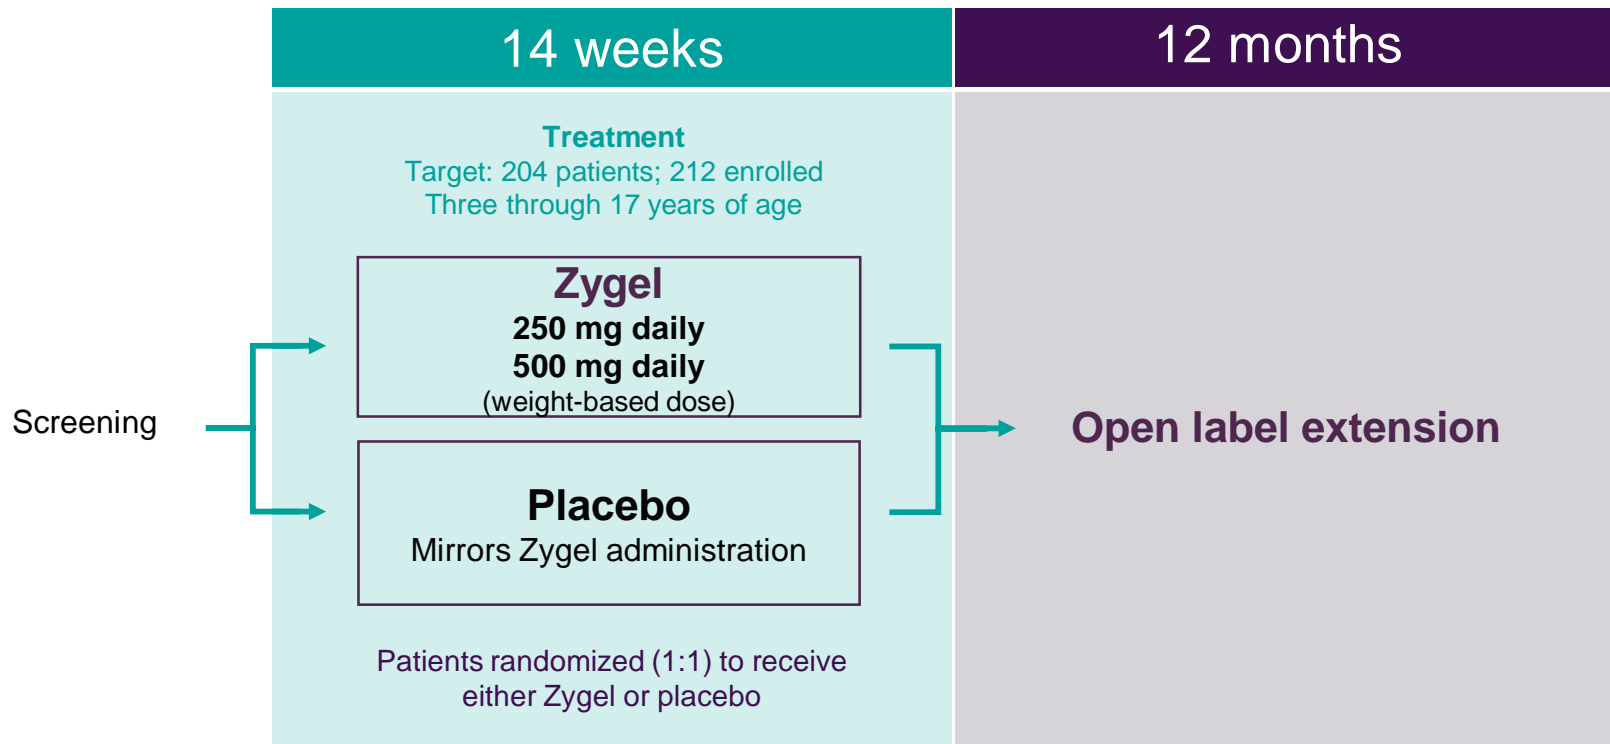 14 weeks
12 months
Treatment
Target: 204 patients; 212 enrolled
Three through 17 years of age
Zygel
250 mg daily
500 mg daily
(weight-based dose)
Screening
Open label extension
Placebo
Mirrors Zygel administration
Patients randomized (1:1) to receive
either Zygel or placebo